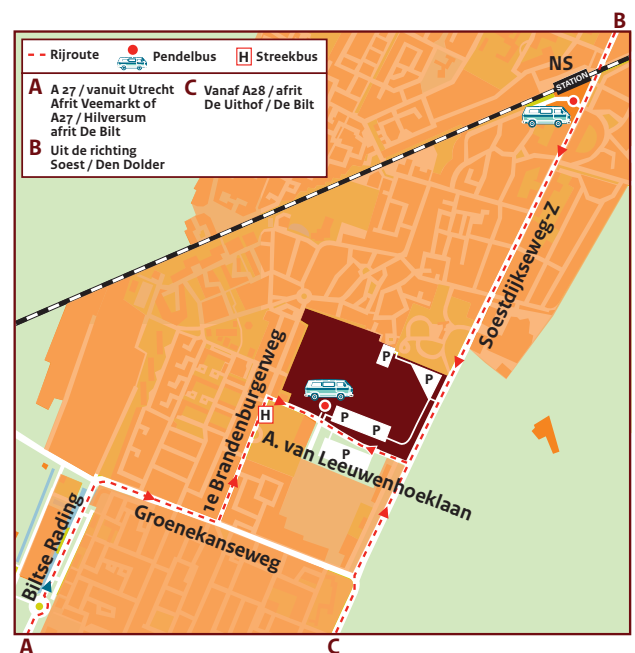 B
Rijroute
Pendelbus
H Streekbus
A A 27 / vanuit Utrecht
Afrit Veemarkt of
A27 / Hilversum
afrit De Bilt
B Uit de richting
Soest / Den Dolder
C Vanaf A28 / afrit
De Uithof / De Bilt
NS
STATION
Soestdijkseweg-Z
P
P
P
P
P
H
1e Brandenburgerweg
A. van Leeuwenhoeklaan
Groenekanseweg
Biltse Rading
A
C